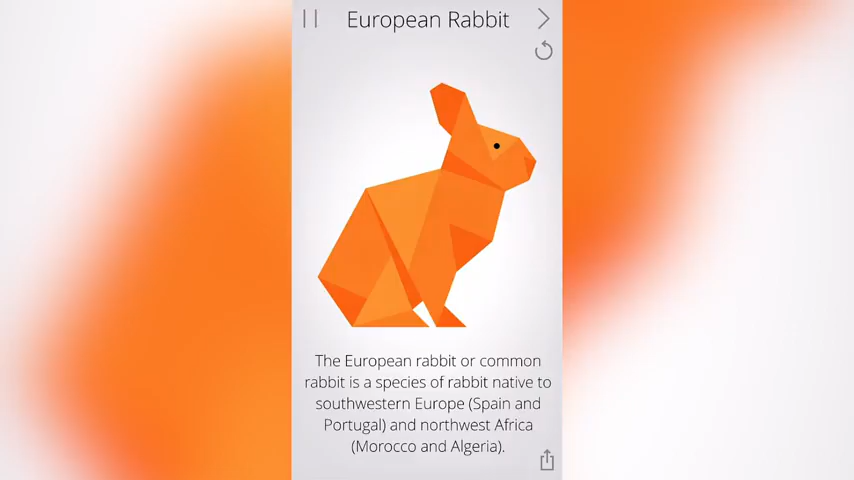 European Rabbit
The European rabbit or common
rabbit is a species of rabbit native to
southwestern Europe (Spain and
Portugal) and northwest Africa
(Morocco and Algeria).